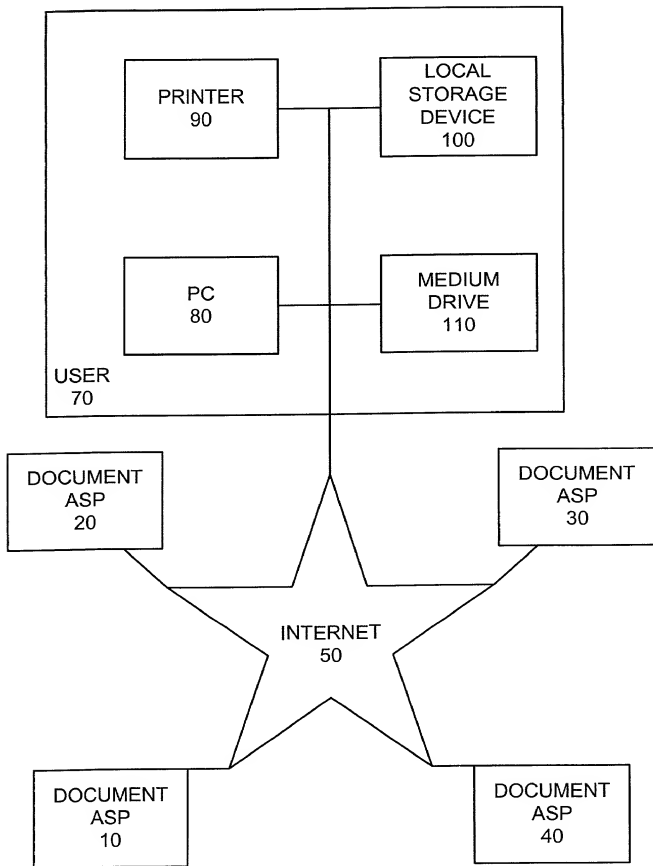 PRINTER
90
LOCAL
STORAGE
DEVICE
100
PC
80
MEDIUM
DRIVE
110
USER
70
DOCUMENT
ASP
20
DOCUMENT
ASP
30
INTERNET
50
DOCUMENT
ASP
10
DOCUMENT
ASP
40